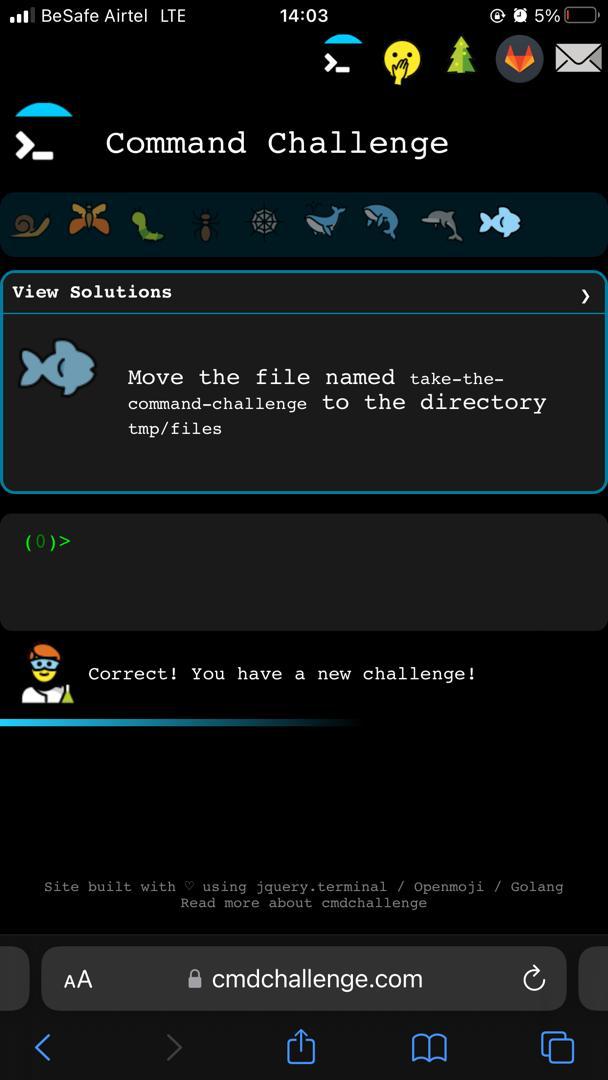 BeSafe Airtel LTE 14:03 5%
Command Challenge
View Solutions ❯
Move the file named take-the-
command-challenge to the directory
tmp/files
(0)>
Correct! You have a new challenge!
Site built with ♡ using jquery.terminal / Openmoji / Golang
Read more about cmdchallenge
AA cmdchallenge.com